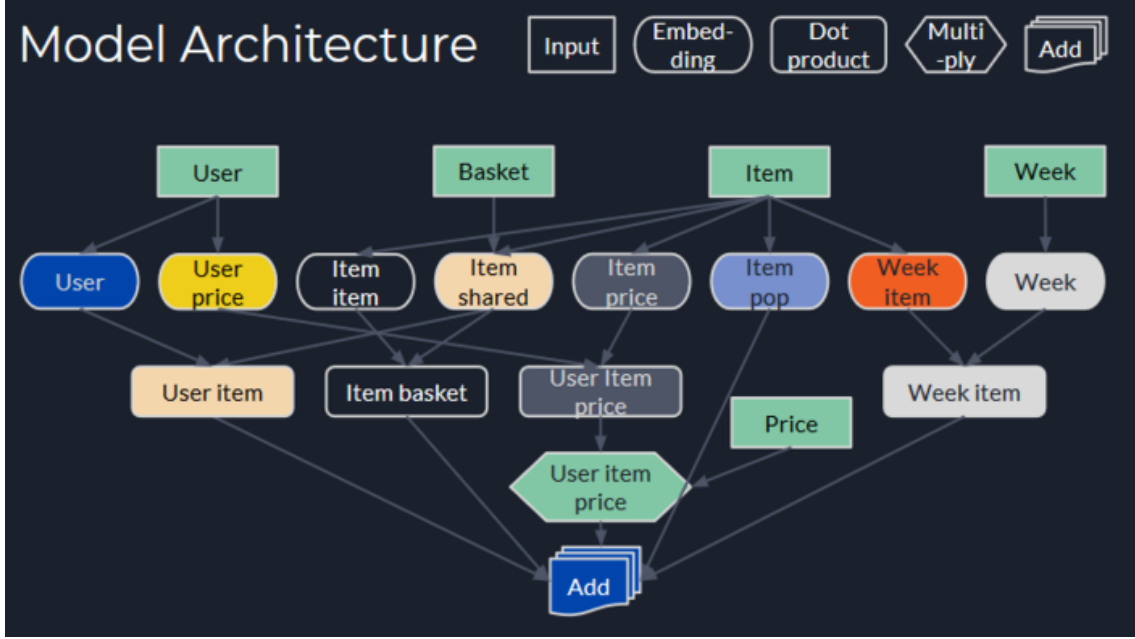 Model Architecture
Input
Embed-
ding
Dot
product
Multi
-ply
Add
User
Basket
Item
Week
User
User
price
Item
item
Item
shared
Item
price
Item
pop
Week
item
Week
User item
Item basket
User Item
price
Week item
Price
User item
price
Add